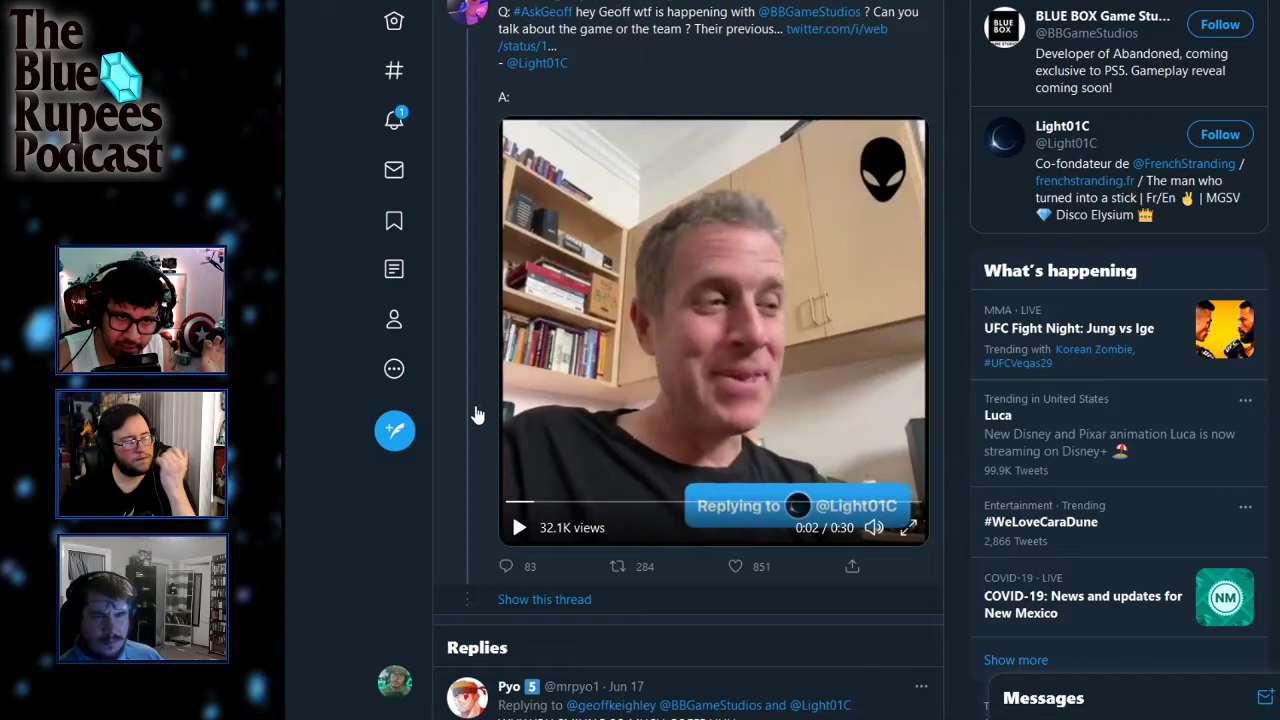 The
Blue
Rupees
Podcast
1
Q: #AskGeoff hey Geoff wtf is happening with @BBGameStudios ? Can you
talk about the game or the team ? Their previous... twitter.com/i/web
/status/1...
- @Light01C
A:
Replying to @Light01C
32.1K views
0:02 / 0:30
83
284
851
Show this thread
Replies
Pyo 5 @mrpyo1 · Jun 17
Replying to @geoffkeighley @BBGameStudios and @Light01C
BLUE BOX
BLUE BOX Game Stu...
@BBGameStudios
Follow
Developer of Abandoned, coming
exclusive to PS5. Gameplay reveal
coming soon!
Light01C
@Light01C
Follow
Co-fondateur de @FrenchStranding /
frenchstranding.fr / The man who
turned into a stick | Fr/En ✌ | MGSV
💎 Disco Elysium 👑
What's happening
MMA · LIVE
UFC Fight Night: Jung vs Ige
Trending with Korean Zombie,
#UFCVegas29
Trending in United States
Luca
New Disney and Pixar animation Luca is now
streaming on Disney+ 🏖
99.9K Tweets
Entertainment · Trending
#WeLoveCaraDune
2,866 Tweets
COVID-19 · LIVE
COVID-19: News and updates for
New Mexico
NM
Show more
Messages